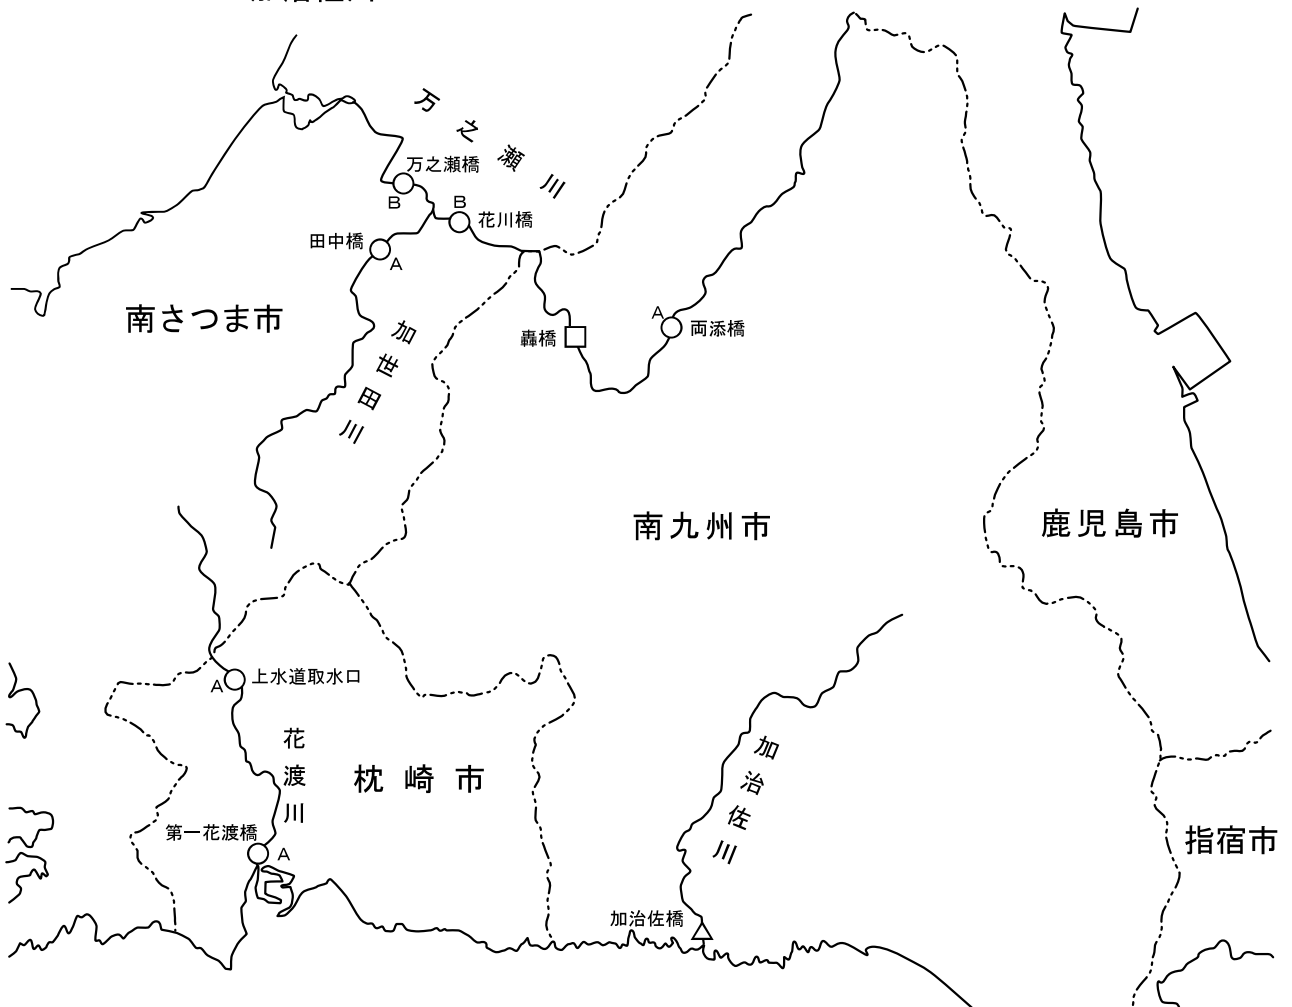 万之瀬川
万之瀬橋
B
B
花川橋
田中橋
A
南さつま市
加世田川
轟橋
A
両添橋
南九州市
鹿児島市
A
上水道取水口
花渡川
枕崎市
第一花渡橋
A
加治佐川
加治佐橋
指宿市